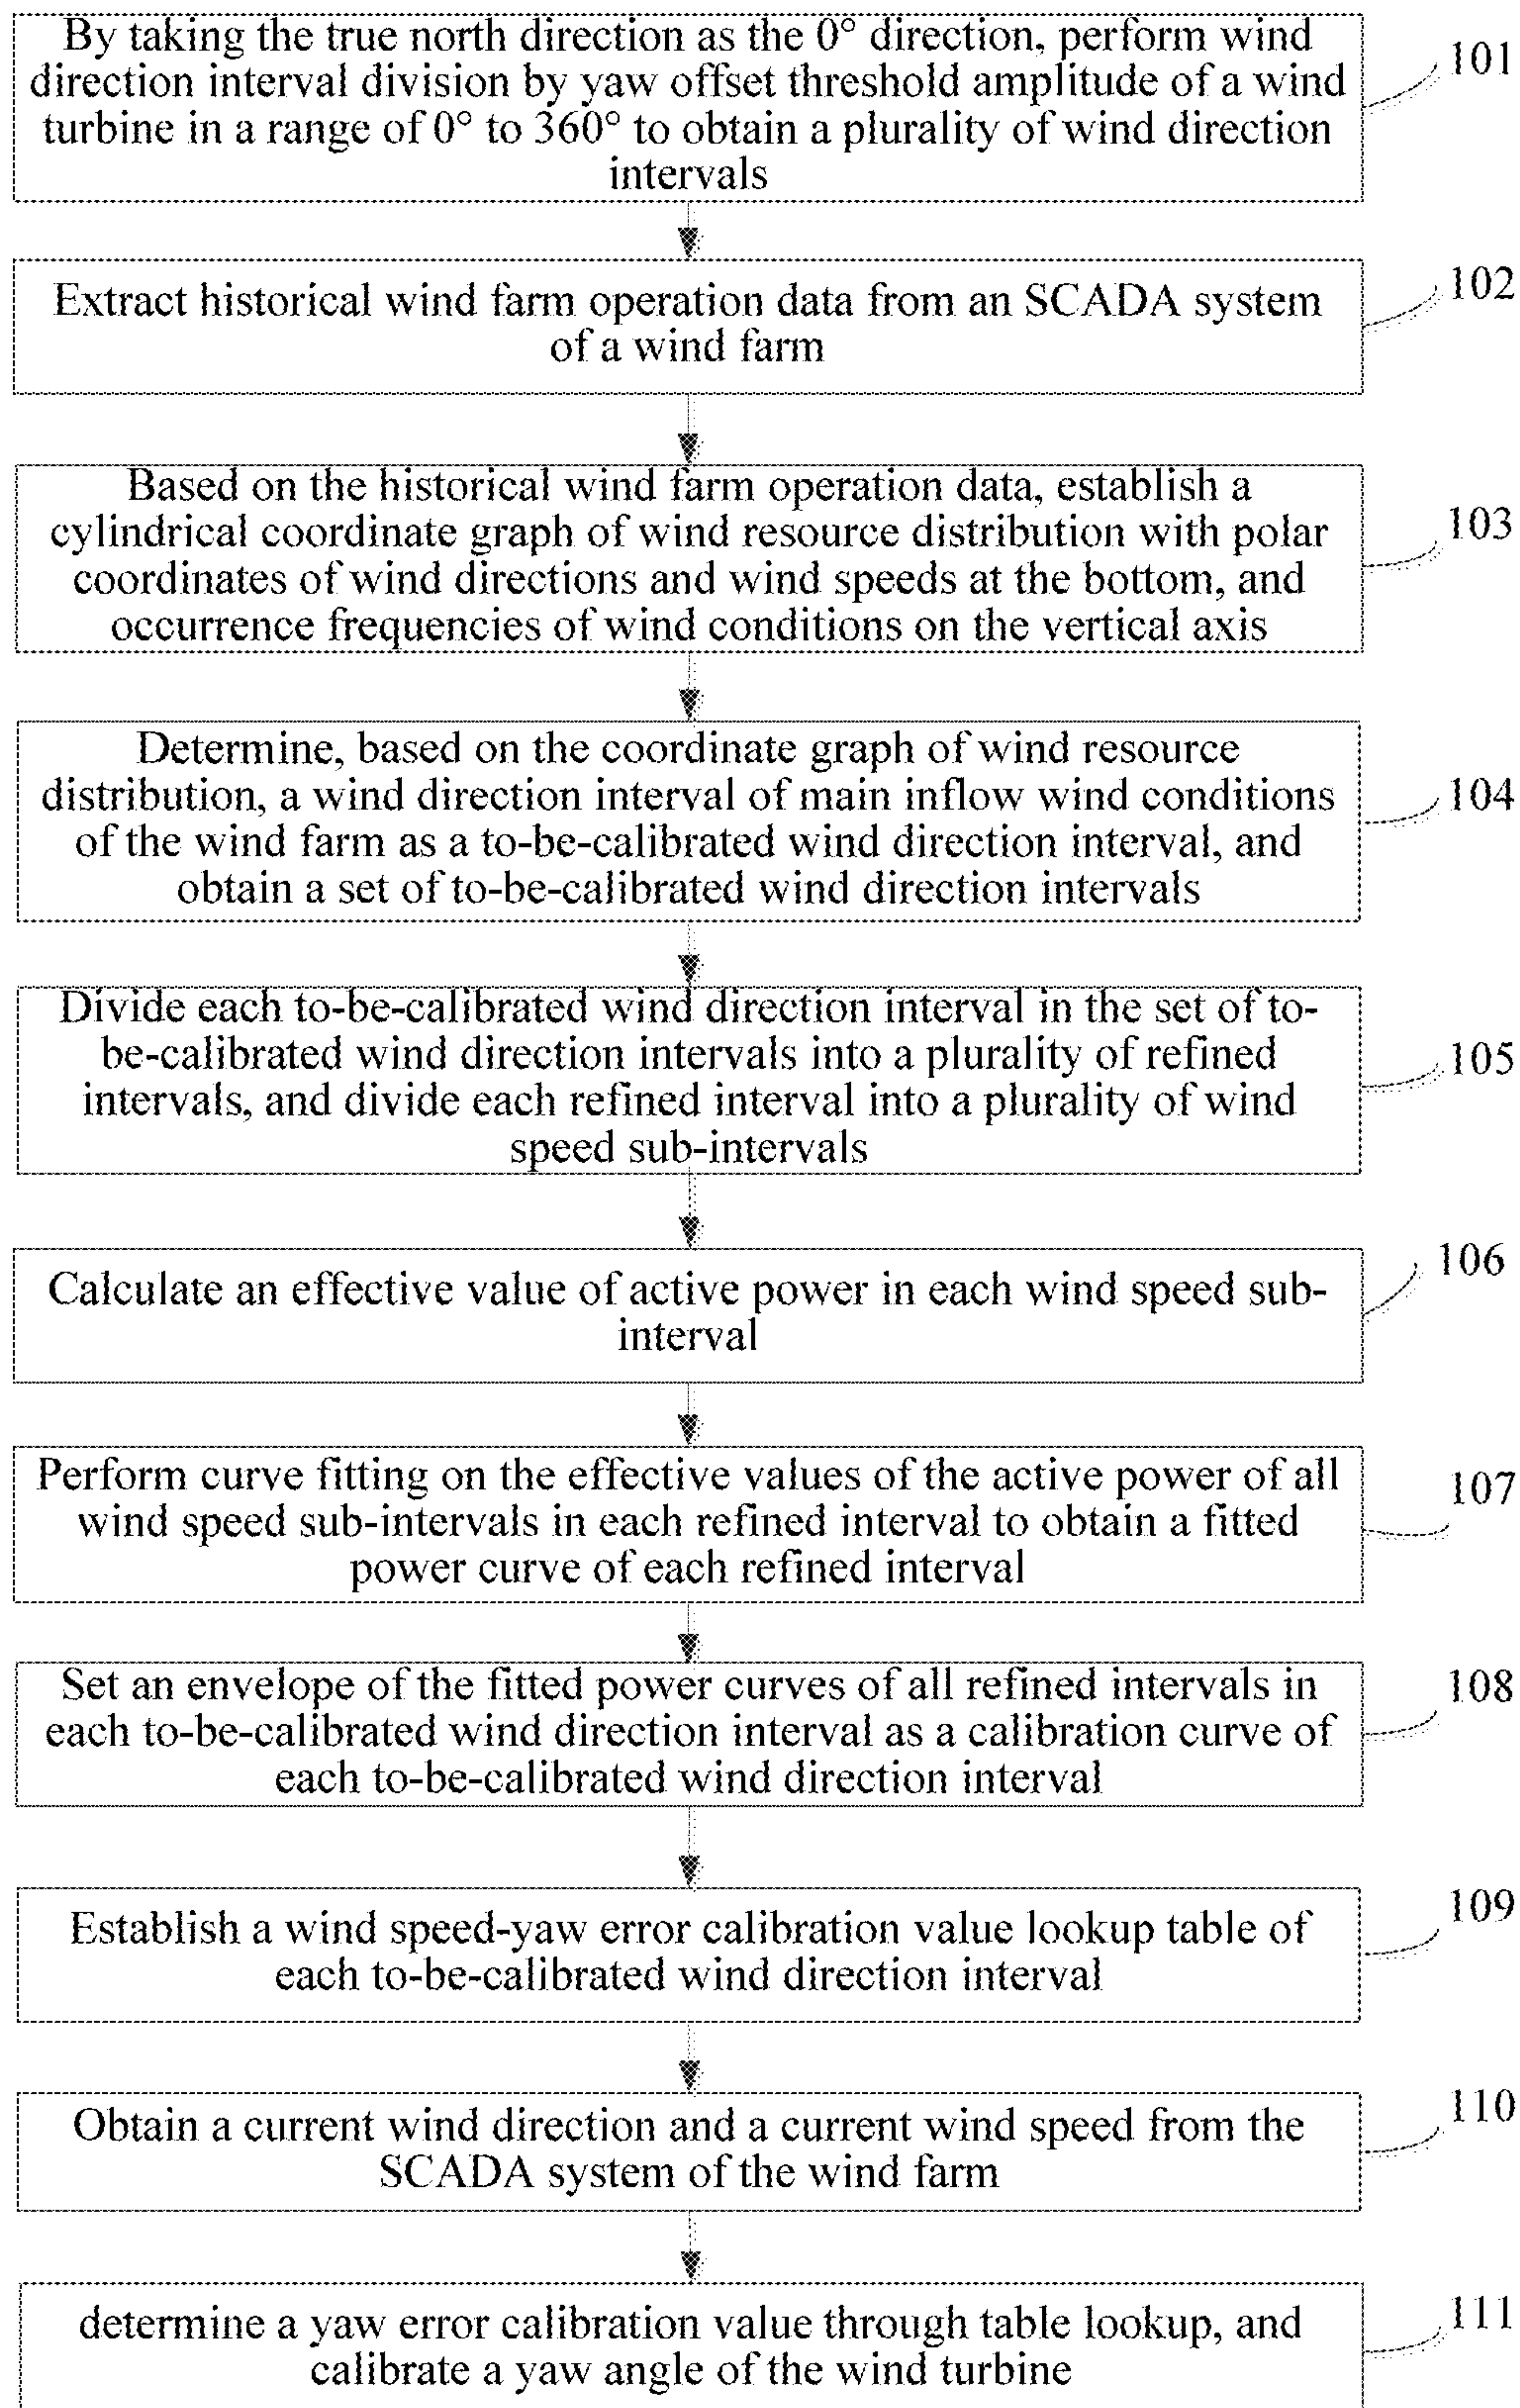 By taking the true north direction as the 0° direction, perform wind
direction interval division by yaw offset threshold amplitude of a wind
turbine in a range of 0° to 360° to obtain a plurality of wind direction
intervals
101
Extract historical wind farm operation data from an SCADA system
of a wind farm
102
Based on the historical wind farm operation data, establish a
cylindrical coordinate graph of wind resource distribution with polar
coordinates of wind directions and wind speeds at the bottom, and
occurrence frequencies of wind conditions on the vertical axis
103
Determine, based on the coordinate graph of wind resource
distribution, a wind direction interval of main inflow wind conditions
of the wind farm as a to-be-calibrated wind direction interval, and
obtain a set of to-be-calibrated wind direction intervals
104
Divide each to-be-calibrated wind direction interval in the set of to-
be-calibrated wind direction intervals into a plurality of refined
intervals, and divide each refined interval into a plurality of wind
speed sub-intervals
105
Calculate an effective value of active power in each wind speed sub-
interval
106
Perform curve fitting on the effective values of the active power of all
wind speed sub-intervals in each refined interval to obtain a fitted
power curve of each refined interval
107
Set an envelope of the fitted power curves of all refined intervals in
each to-be-calibrated wind direction interval as a calibration curve of
each to-be-calibrated wind direction interval
108
Establish a wind speed-yaw error calibration value lookup table of
each to-be-calibrated wind direction interval
109
Obtain a current wind direction and a current wind speed from the
SCADA system of the wind farm
110
determine a yaw error calibration value through table lookup, and
calibrate a yaw angle of the wind turbine
111